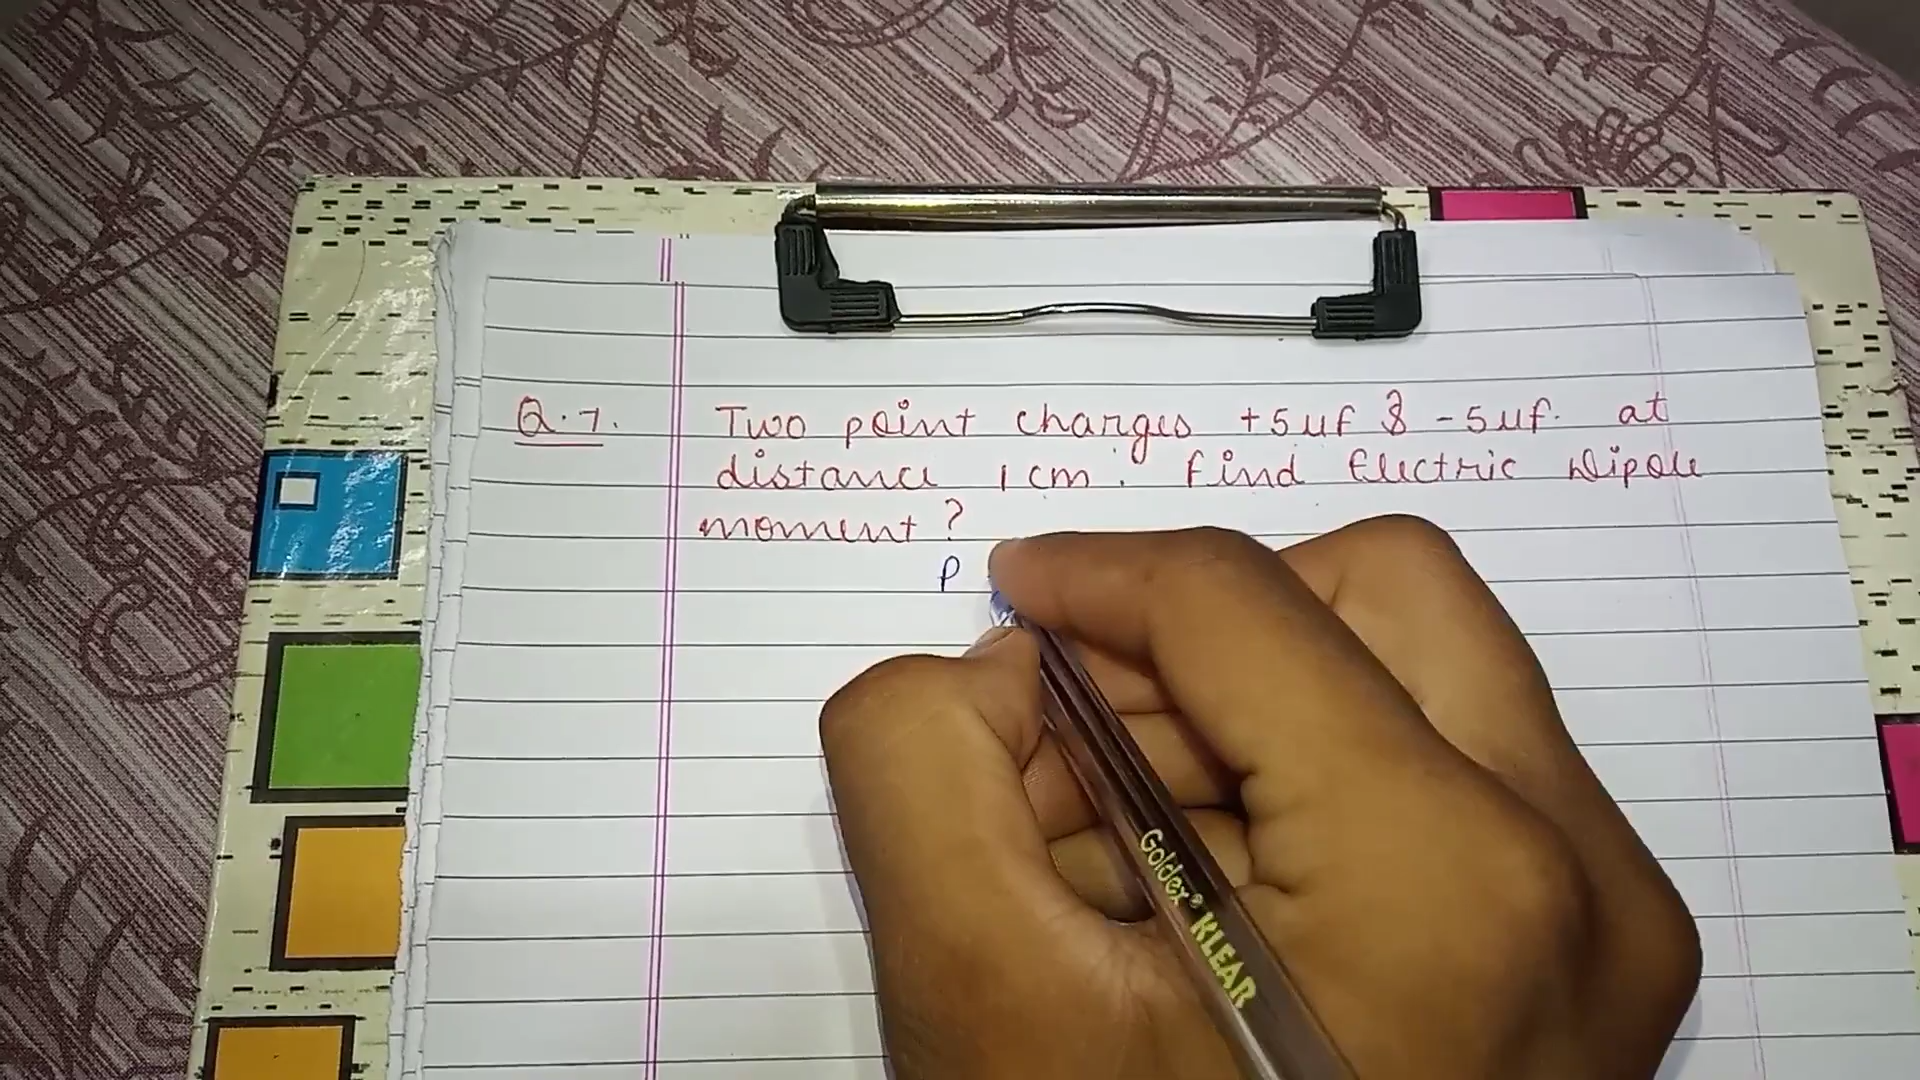 Q.7. Two point charges +5uf & -5uf. at
distance 1cm. find Electric Dipole
moment ?
P
Goldex® KLEAR